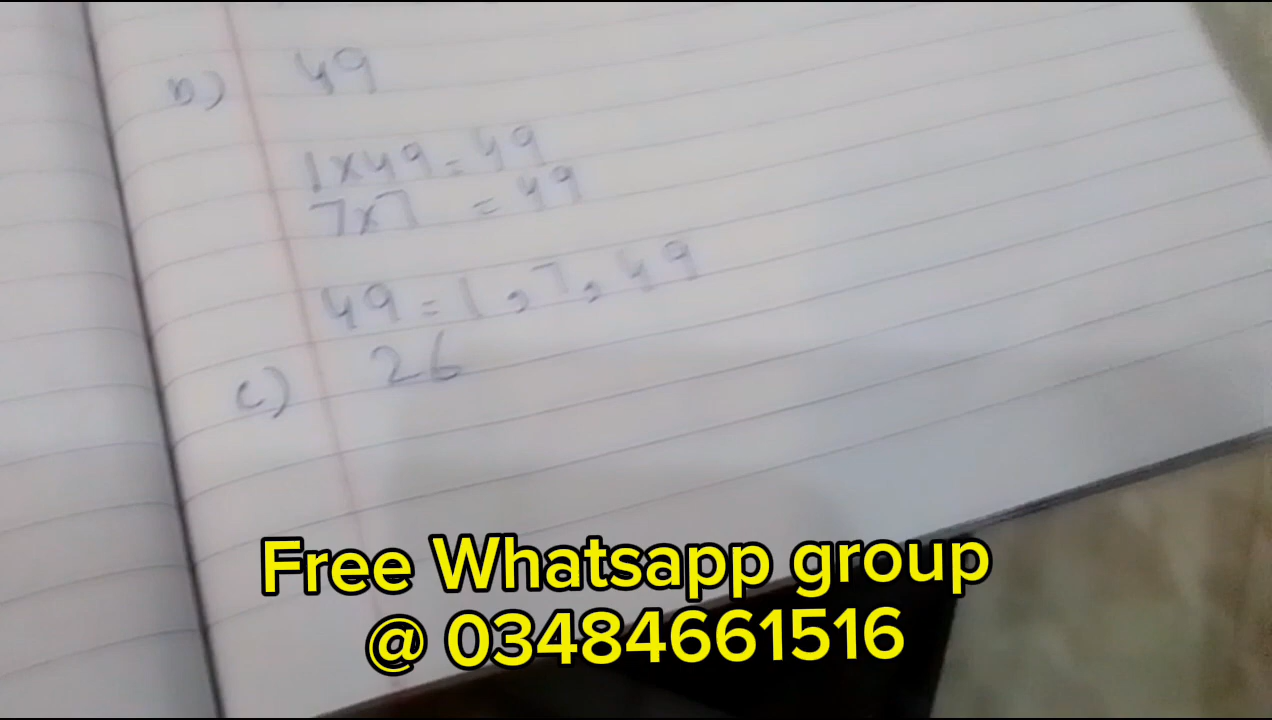 b) 49
1x49=49
7x7 =49
49=1,7,49
c) 26
Free Whatsapp group
@ 03484661516